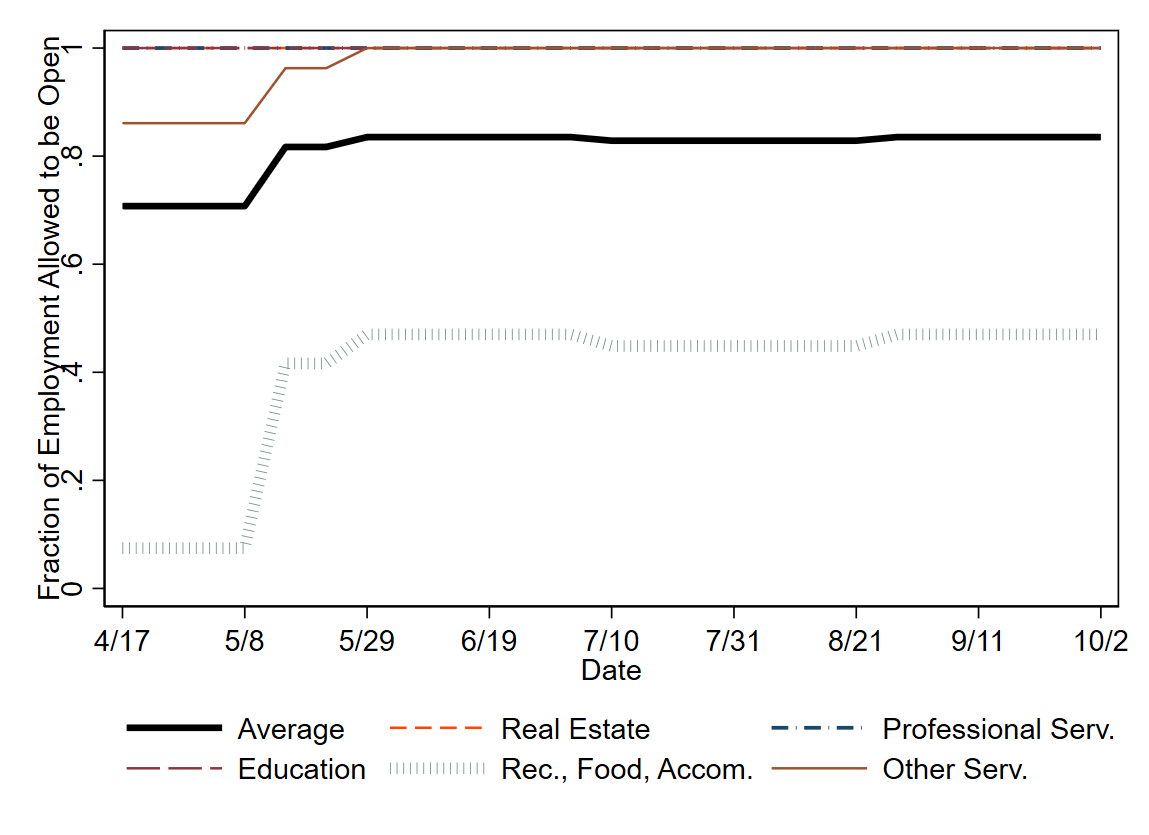 Fraction of Employment Allowed to be Open
1
.8
.6
.4
.2
0
4/17 5/8 5/29 6/19 7/10 7/31 8/21 9/11 10/2
Date
Average Real Estate Professional Serv.
Education Rec., Food, Accom. Other Serv.